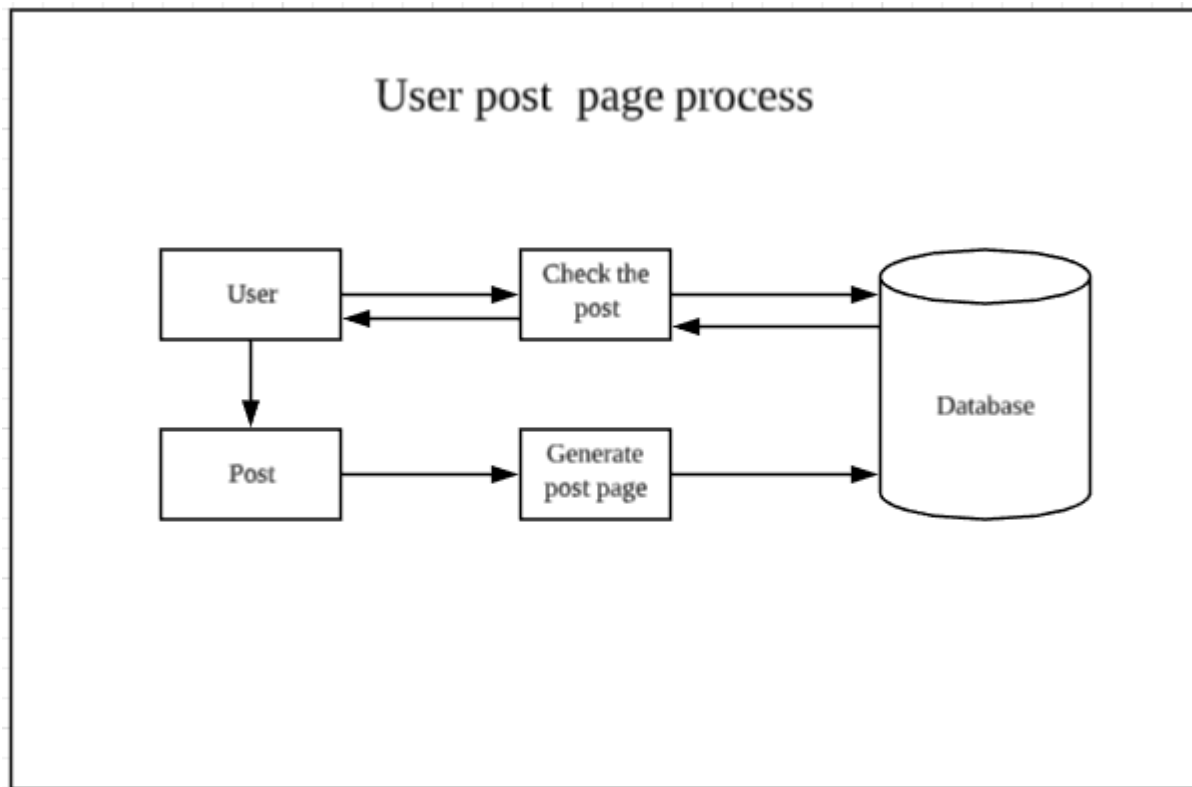 User post page process
User
Check the
post
Database
Post
Generate
post page